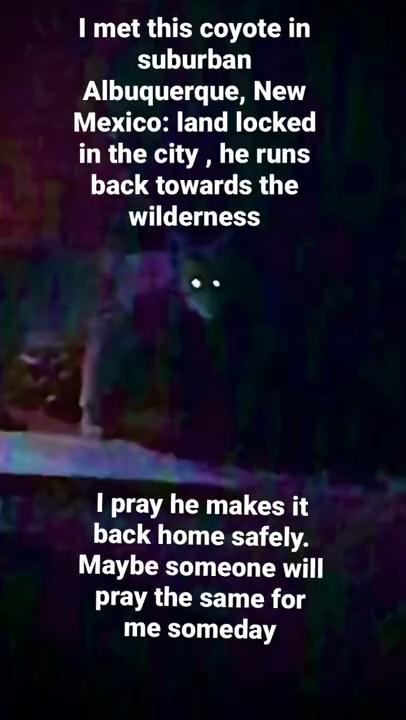 I met this coyote in
suburban
Albuquerque, New
Mexico: land locked
in the city , he runs
back towards the
wilderness
I pray he makes it
back home safely.
Maybe someone will
pray the same for
me someday